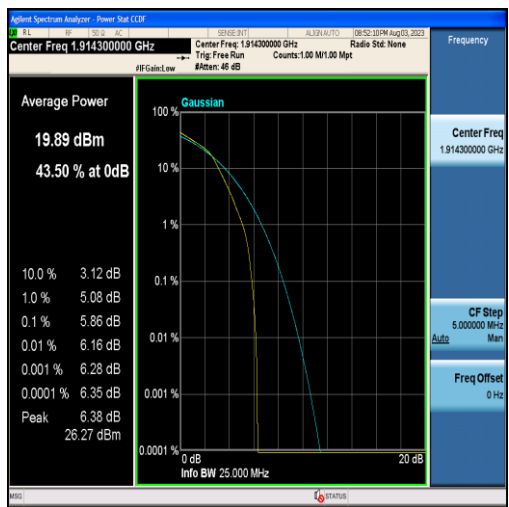 Agilent Spectrum Analyzer - Power Stat CCDF
RL RF 50 Ω AC SENSE:INT ALIGN AUTO 08:52:10 PM Aug 03, 2023
Center Freq 1.914300000 GHz
Center Freq: 1.914300000 GHz Radio Std: None
Trig: Free Run Counts:1.00 M/1.00 Mpt
#IFGain:Low #Atten: 46 dB
Frequency
Average Power
19.89 dBm
43.50 % at 0dB
10.0 % 3.12 dB
1.0 % 5.08 dB
0.1 % 5.86 dB
0.01 % 6.16 dB
0.001 % 6.28 dB
0.0001 % 6.35 dB
Peak 6.38 dB
26.27 dBm
Gaussian
100 %
10 %
1 %
0.1 %
0.01 %
0.001 %
0.0001 %
0 dB 20 dB
Info BW 25.000 MHz
Center Freq
1.914300000 GHz
CF Step
5.000000 MHz
Auto Man
Freq Offset
0 Hz
MSG STATUS